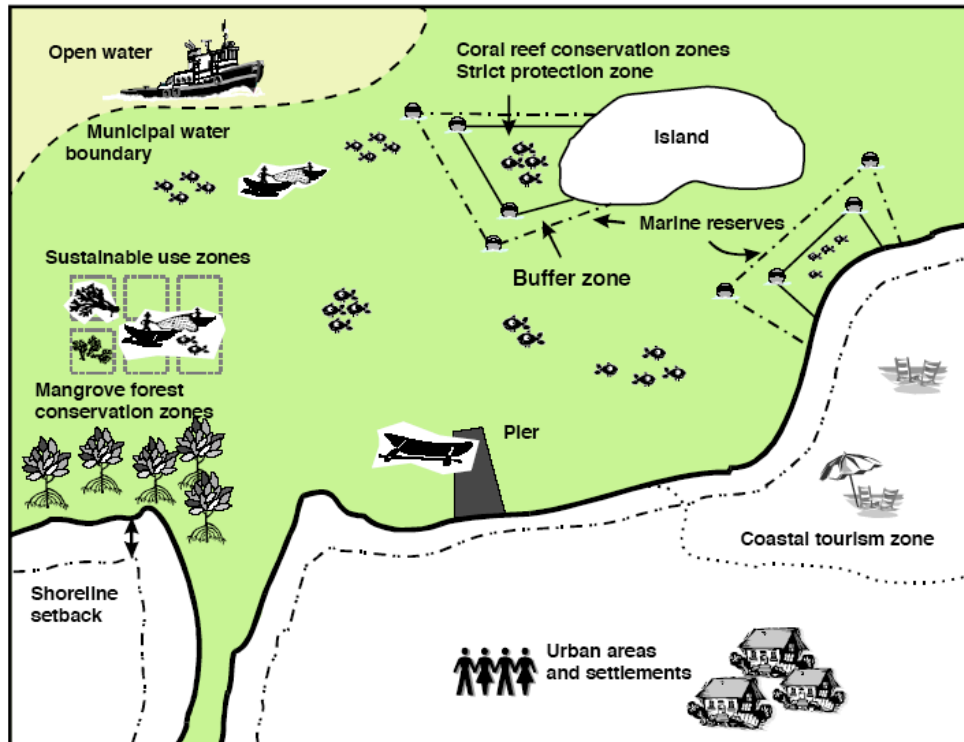 Open water
Coral reef conservation zones
Strict protection zone
Municipal water
boundary
Island
Marine reserves
Sustainable use zones
Buffer zone
Mangrove forest
conservation zones
Pier
Coastal tourism zone
Shoreline
setback
Urban areas
and settlements